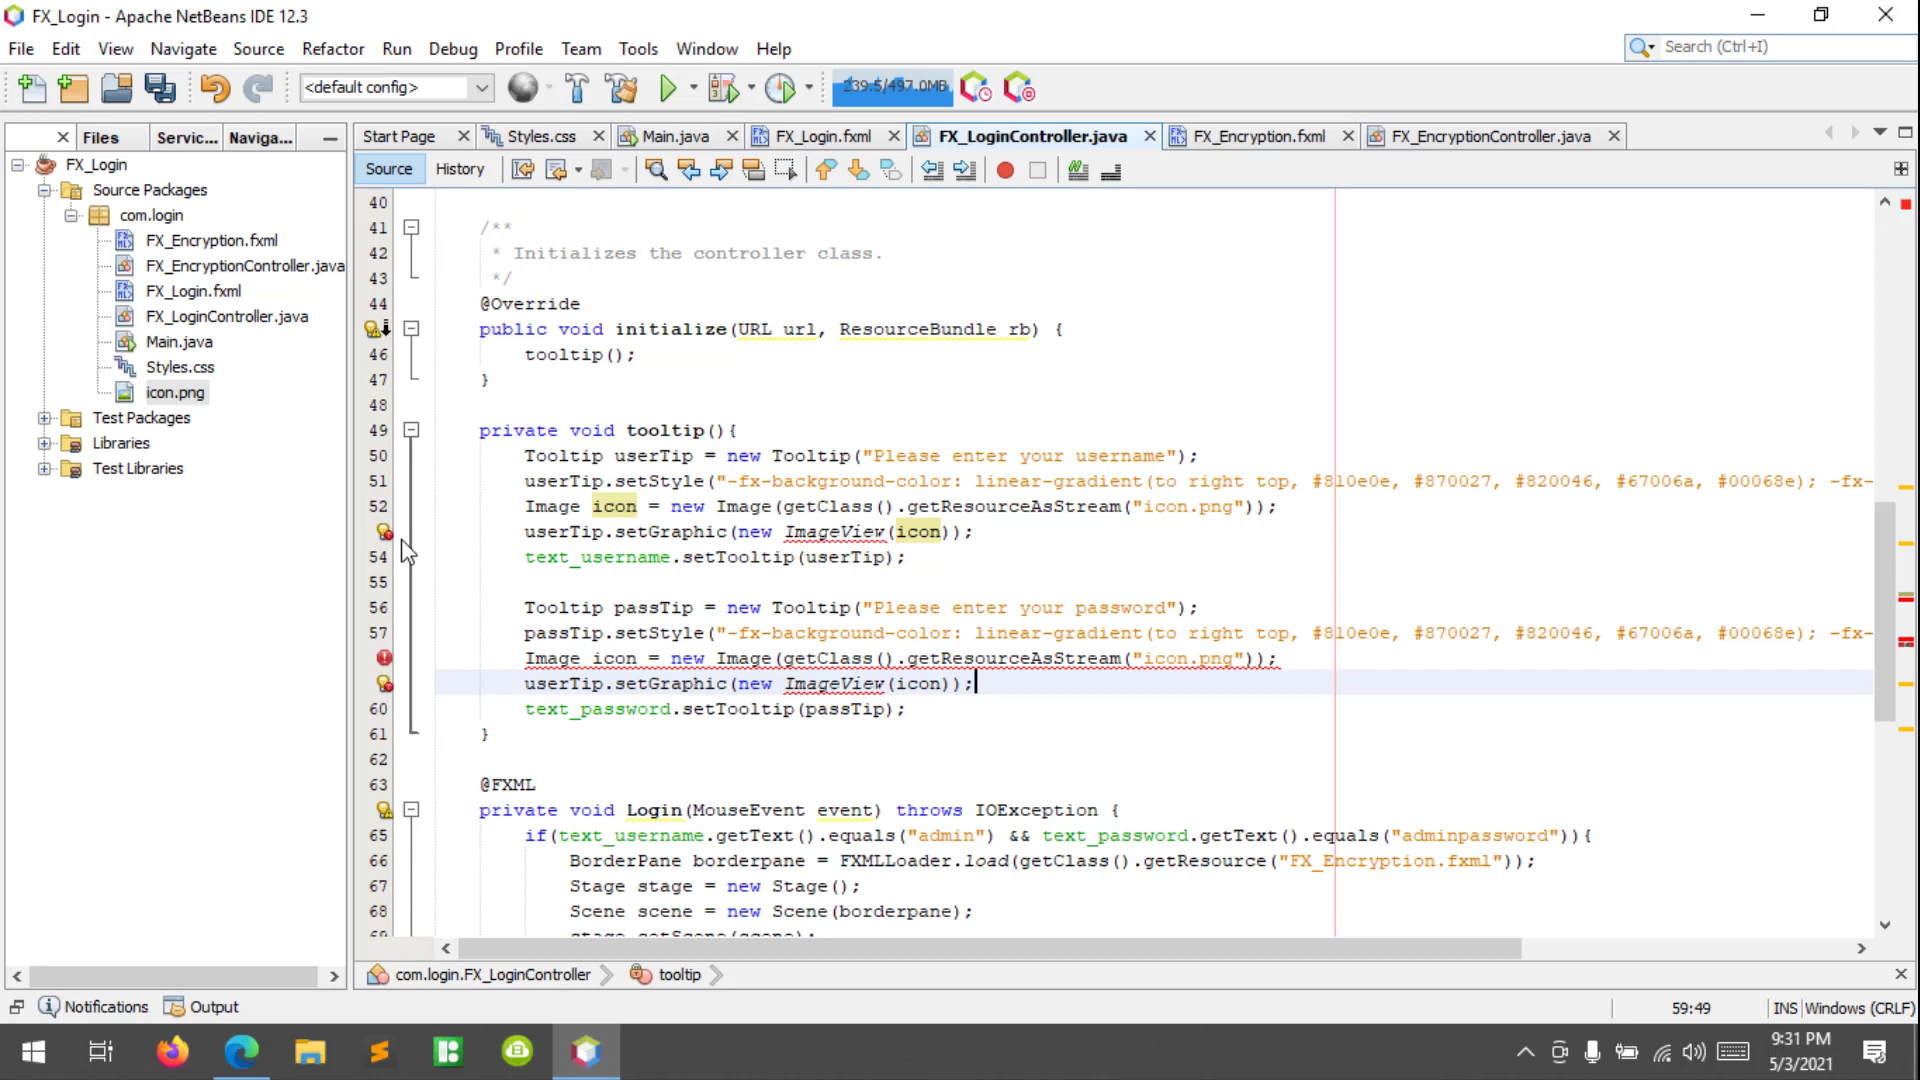 FX_Login - Apache NetBeans IDE 12.3
File Edit View Navigate Source Refactor Run Debug Profile Team Tools Window Help
Search (Ctrl+I)
<default config>
239.5/497.0MB
Files Servic... Naviga...
Start Page Styles.css Main.java FX_Login.fxml FX_LoginController.java FX_Encryption.fxml FX_EncryptionController.java
Source History
FX_Login
Source Packages
com.login
FX_Encryption.fxml
FX_EncryptionController.java
FX_Login.fxml
FX_LoginController.java
Main.java
Styles.css
icon.png
Test Packages
Libraries
Test Libraries
40
41 /**
42 * Initializes the controller class.
43 */
44 @Override
public void initialize(URL url, ResourceBundle rb) {
46 tooltip();
47 }
48
49 private void tooltip(){
50 Tooltip userTip = new Tooltip("Please enter your username");
51 userTip.setStyle("-fx-background-color: linear-gradient(to right top, #810e0e, #870027, #820046, #67006a, #00068e); -fx-
52 Image icon = new Image(getClass().getResourceAsStream("icon.png"));
userTip.setGraphic(new ImageView(icon));
54 text_username.setTooltip(userTip);
55
56 Tooltip passTip = new Tooltip("Please enter your password");
57 passTip.setStyle("-fx-background-color: linear-gradient(to right top, #810e0e, #870027, #820046, #67006a, #00068e); -fx-
Image icon = new Image(getClass().getResourceAsStream("icon.png"));
userTip.setGraphic(new ImageView(icon));
60 text_password.setTooltip(passTip);
61 }
62
63 @FXML
private void Login(MouseEvent event) throws IOException {
65 if(text_username.getText().equals("admin") && text_password.getText().equals("adminpassword")){
66 BorderPane borderpane = FXMLLoader.load(getClass().getResource("FX_Encryption.fxml"));
67 Stage stage = new Stage();
68 Scene scene = new Scene(borderpane);
69 stage.setScene(scene);
com.login.FX_LoginController tooltip
Notifications Output
59:49 INS Windows (CRLF)
9:31 PM
5/3/2021